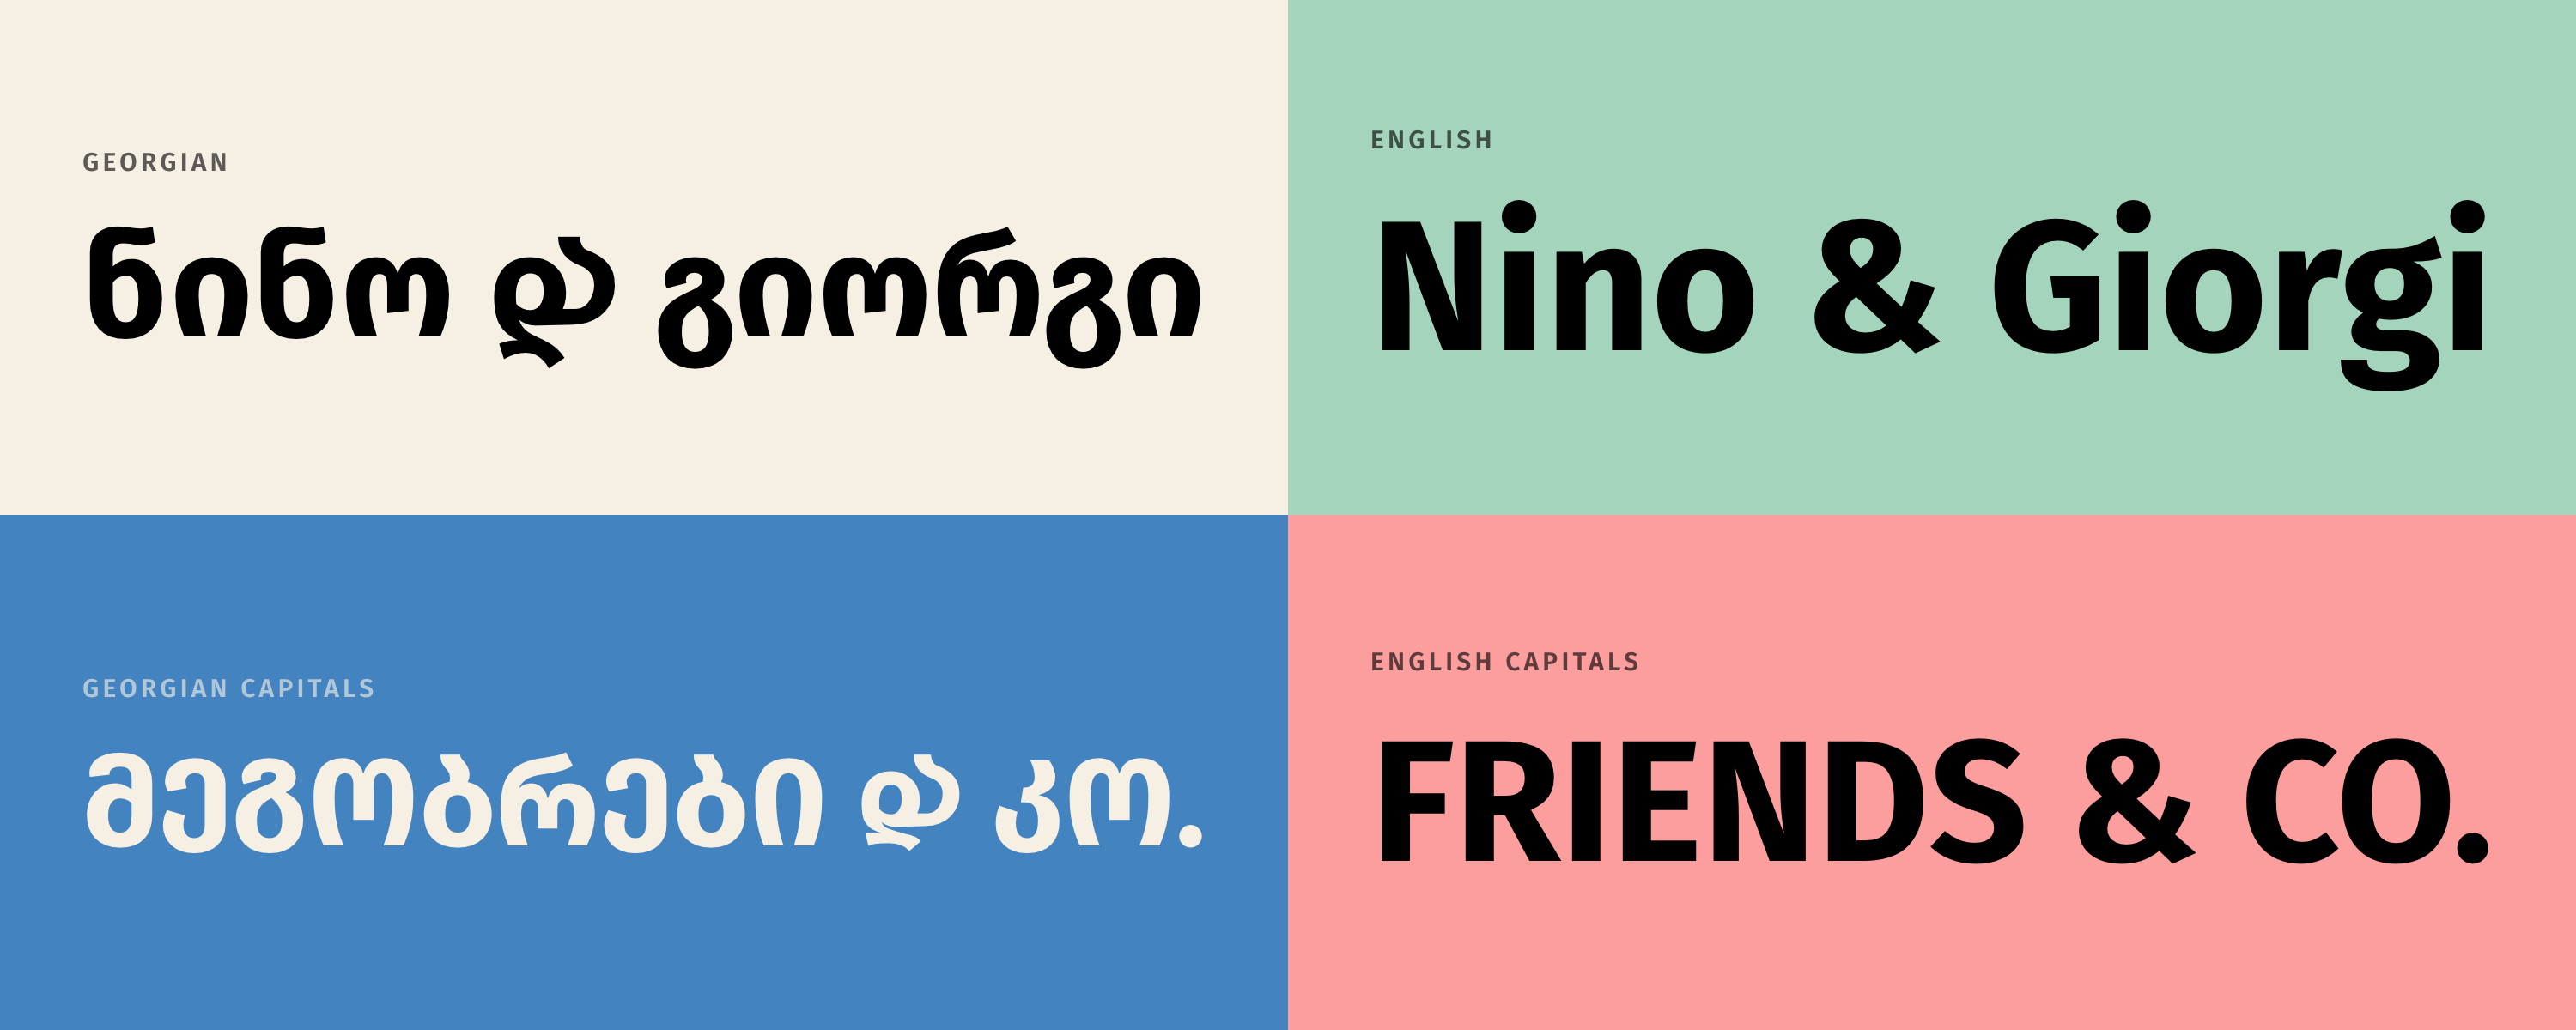 GEORGIAN
ნინო და გიორგი
ENGLISH
Nino & Giorgi
GEORGIAN CAPITALS
ᲛᲔᲒᲝᲑᲠᲔᲑᲘ ᲓᲐ ᲙᲝ.
ENGLISH CAPITALS
FRIENDS & CO.